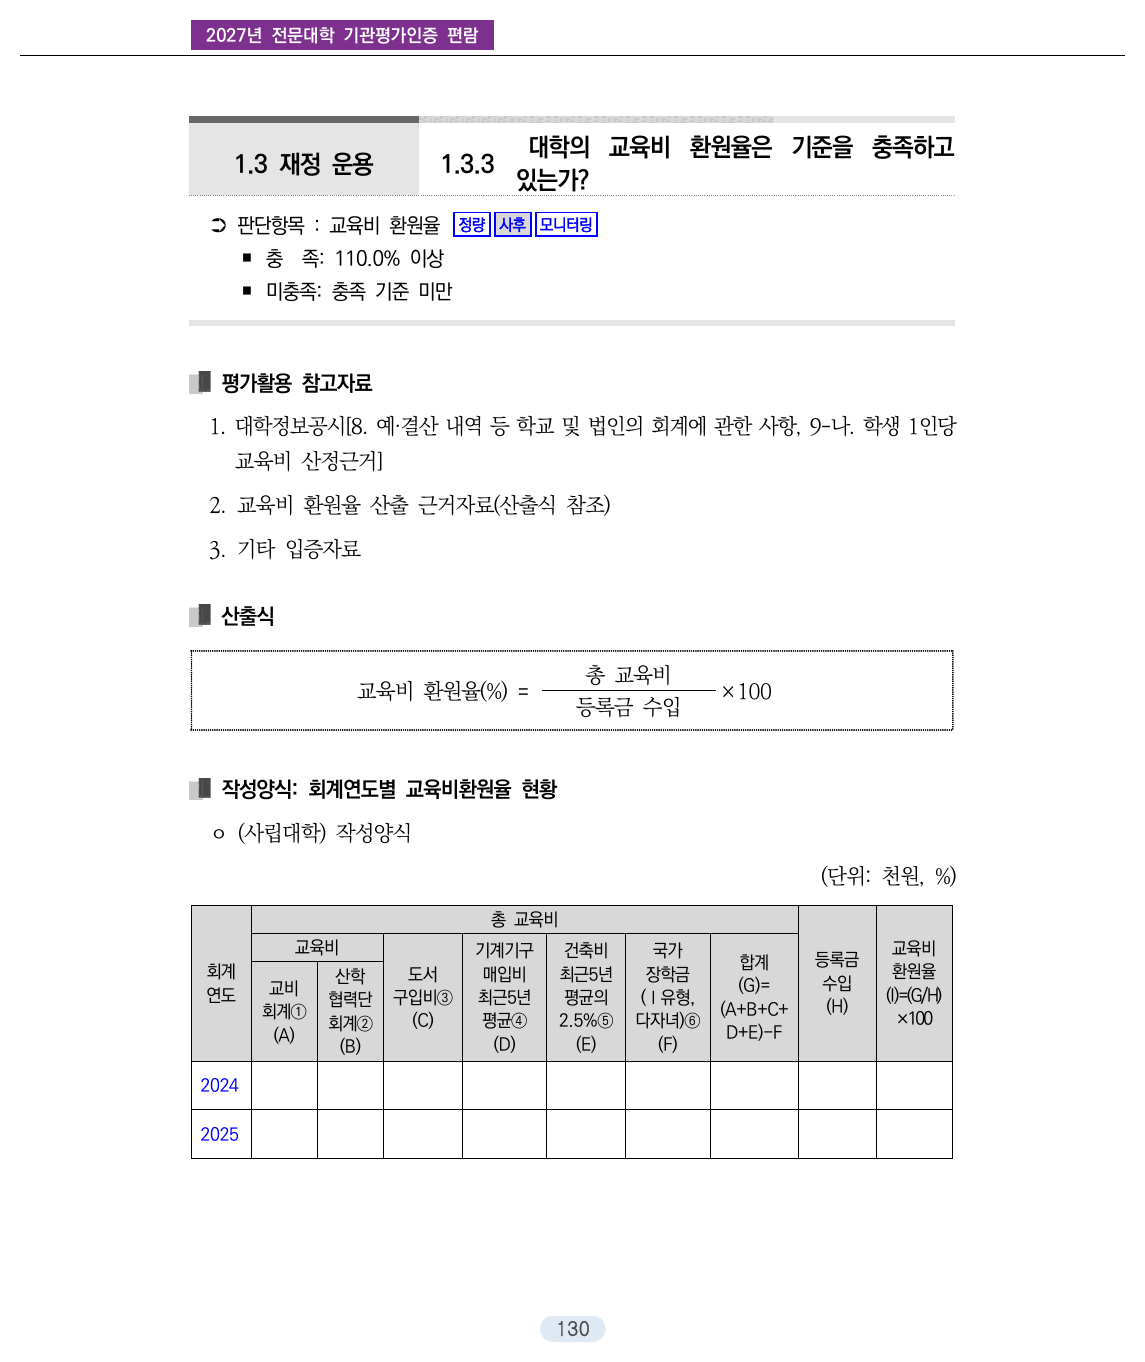 2027년 전문대학 기관평가인증 편람
1.3 재정 운용
1.3.3 대학의 교육비 환원율은 기준을 충족하고
있는가?
➲ 판단항목 : 교육비 환원율 정량 사후 모니터링
▪ 충 족: 110.0% 이상
▪ 미충족: 충족 기준 미만
평가활용 참고자료
1. 대학정보공시[8. 예·결산 내역 등 학교 및 법인의 회계에 관한 사항, 9-나. 학생 1인당
교육비 산정근거]
2. 교육비 환원율 산출 근거자료(산출식 참조)
3. 기타 입증자료
산출식
총 교육비
교육비 환원율(%) = ×100
등록금 수입
작성양식: 회계연도별 교육비환원율 현황
ㅇ (사립대학) 작성양식
(단위: 천원, %)
회계
연도
총 교육비
교육비
교비
회계①
(A)
산학
협력단
회계②
(B)
도서
구입비③
(C)
기계기구
매입비
최근5년
평균④
(D)
건축비
최근5년
평균의
2.5%⑤
(E)
국가
장학금
(Ⅰ유형,
다자녀)⑥
(F)
합계
(G)=
(A+B+C+
D+E)-F
등록금
수입
(H)
교육비
환원율
(I)=(G/H)
×100
2024
2025
130